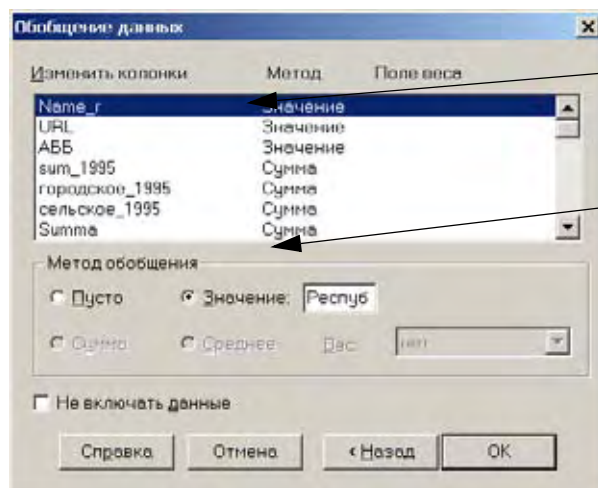 Обобщение данных
Изменить колонки Метод Поле веса
Name_r Значение
URL Значение
АББ Значение
sum_1995 Сумма
городское_1995 Сумма
сельское_1995 Сумма
Summa Сумма
Метод обобщения
Пусто Значение: Респуб
Сумма Среднее Вес: нет
Не включать данные
Справка Отмена < Назад OK